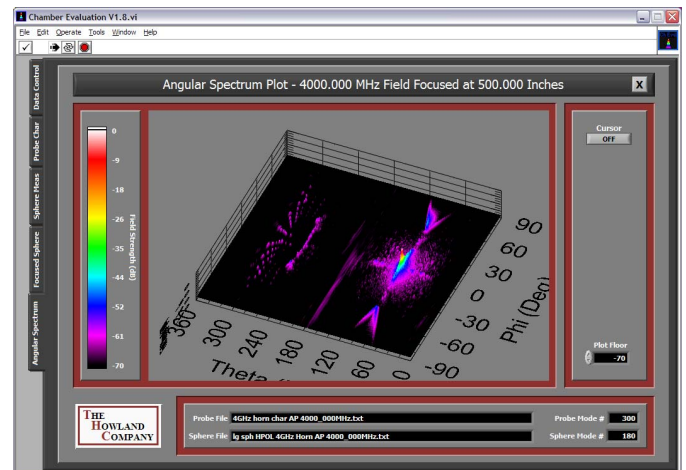 Chamber Evaluation V1.8.vi
File Edit Operate Tools Window Help
Data Control
Probe Char
Sphere Meas
Focused Sphere
Angular Spectrum
Angular Spectrum Plot - 4000.000 MHz Field Focused at 500.000 Inches
X
0
-9
-18
-26
-35
-44
-52
-61
-70
Field Strength (dB)
360
300
240
180
120
60
0
Theta
90
60
30
0
-30
-60
-90
Phi (Deg)
Cursor
OFF
Plot Floor
-70
THE
HOWLAND
COMPANY
Probe File 4GHz horn char AP 4000_000MHz.txt
Probe Mode # 300
Sphere File lg sph HPOL 4GHz Horn AP 4000_000MHz.txt
Sphere Mode # 180